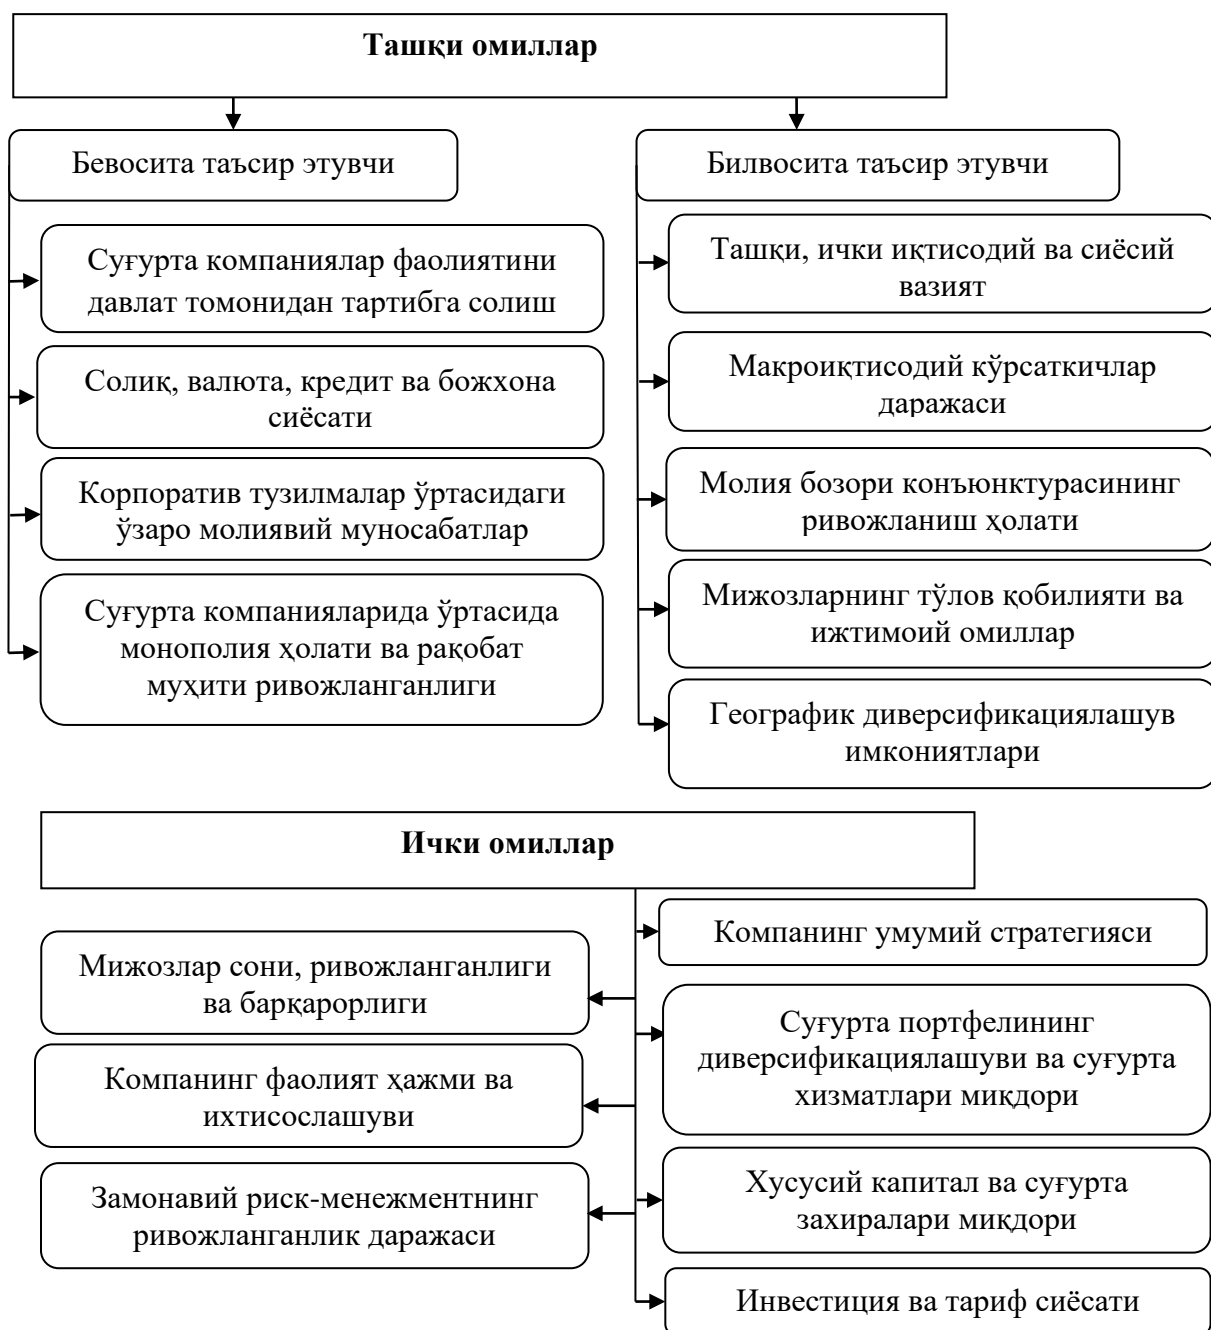 Ташқи омиллар
Бевосита таъсир этувчи
Суғурта компаниялар фаолиятини
давлат томонидан тартибга солиш
Солиқ, валюта, кредит ва божхона
сиёсати
Корпоратив тузилмалар ўртасидаги
ўзаро молиявий муносабатлар
Суғурта компанияларида ўртасида
монополия ҳолати ва рақобат
муҳити ривожланганлиги
Билвосита таъсир этувчи
Ташқи, ички иқтисодий ва сиёсий
вазият
Макроиқтисодий кўрсаткичлар
даражаси
Молия бозори конъюнктурасининг
ривожланиш ҳолати
Мижозларнинг тўлов қобилияти ва
ижтимоий омиллар
Географик диверсификациялашув
имкониятлари
Ички омиллар
Мижозлар сони, ривожланганлиги
ва барқарорлиги
Компанинг фаолият ҳажми ва
ихтисослашуви
Замонавий риск-менежментнинг
ривожланганлик даражаси
Компанинг умумий стратегияси
Суғурта портфелининг
диверсификациялашуви ва суғурта
хизматлари миқдори
Хусусий капитал ва суғурта
захиралари миқдори
Инвестиция ва тариф сиёсати